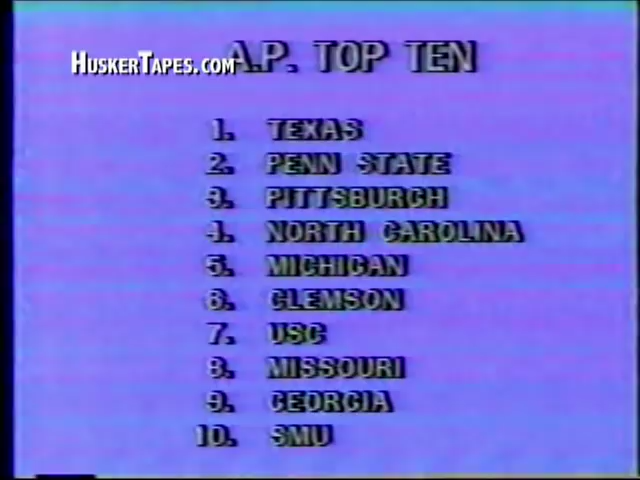 HUSKERTAPES.COM
A.P. TOP TEN
1. TEXAS
2. PENN STATE
3. PITTSBURGH
4. NORTH CAROLINA
5. MICHIGAN
6. CLEMSON
7. USC
8. MISSOURI
9. GEORGIA
10. SMU